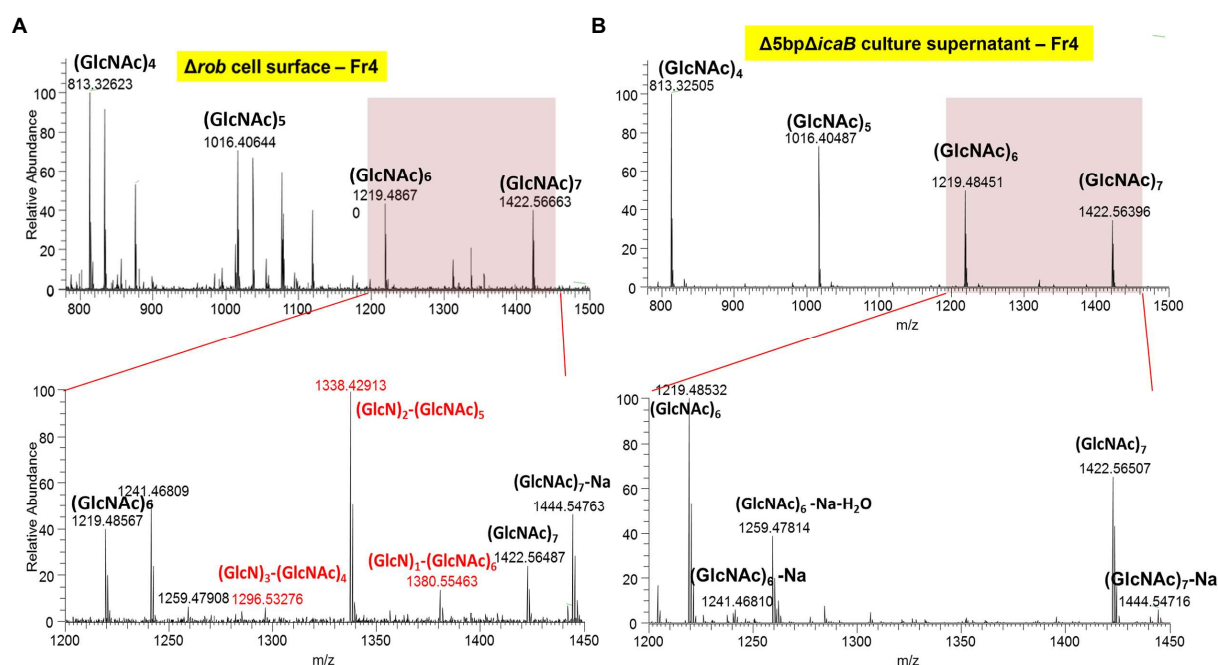 A
Δrob cell surface – Fr4
(GlcNAc)4
813.32623
(GlcNAc)5
1016.40644
(GlcNAc)6
1219.4867
0
(GlcNAc)7
1422.56663
Relative Abundance
100
80
60
40
20
0
800 900 1000 1100 1200 1300 1400 1500
B
Δ5bpΔicaB culture supernatant – Fr4
(GlcNAc)4
813.32505
(GlcNAc)5
1016.40487
(GlcNAc)6
1219.48451
(GlcNAc)7
1422.56396
100
80
60
40
20
0
800 900 1000 1100 1200 1300 1400 1500
m/z
1338.42913
(GlcN)2-(GlcNAc)5
(GlcNAc)6
1219.48567
1241.46809
1259.47908
(GlcN)3-(GlcNAc)4
1296.53276
(GlcN)1-(GlcNAc)6
1380.55463
(GlcNAc)7
1422.56487
(GlcNAc)7-Na
1444.54763
Relative Abundance
100
80
60
40
20
0
1200 1250 1300 1350 1400 1450
m/z
1219.48532
(GlcNAc)6
(GlcNAc)6 -Na-H2O
1259.47814
(GlcNAc)6 -Na
1241.46810
(GlcNAc)7
1422.56507
(GlcNAc)7-Na
1444.54716
100
80
60
40
20
0
1200 1250 1300 1350 1400 1450
m/z